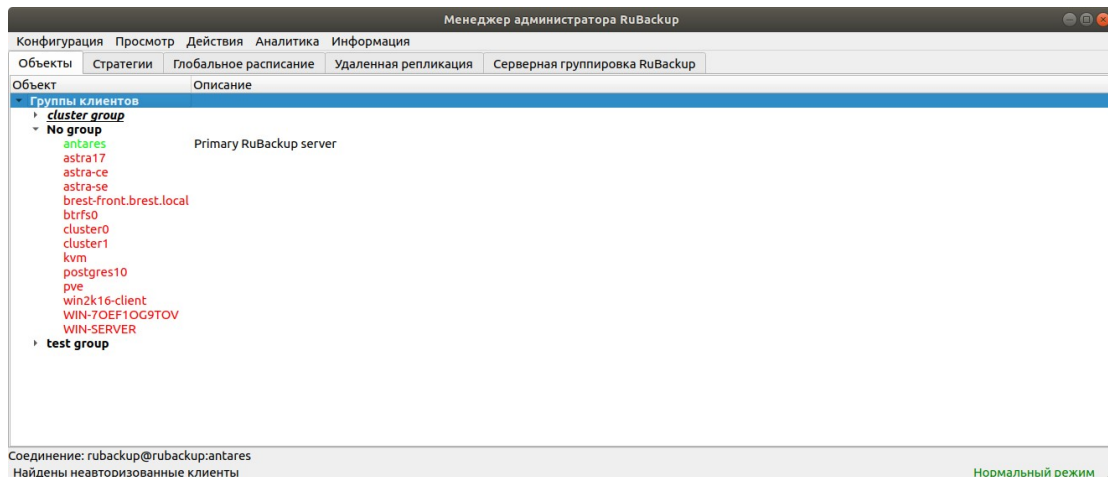 Менеджер администратора RuBackup
Конфигурация Просмотр Действия Аналитика Информация
Объекты Стратегии Глобальное расписание Удаленная репликация Серверная группировка RuBackup
Объект Описание
Группы клиентов
cluster group
No group
antares Primary RuBackup server
astra17
astra-ce
astra-se
brest-front.brest.local
btrfs0
cluster0
cluster1
kvm
postgres10
pve
win2k16-client
WIN-7OEF1OG9TOV
WIN-SERVER
test group
Соединение: rubackup@rubackup:antares
Найдены неавторизованные клиенты Нормальный режим